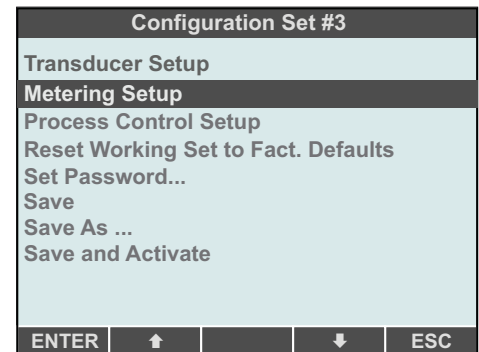 Configuration Set #3
Transducer Setup
Metering Setup
Process Control Setup
Reset Working Set to Fact. Defaults
Set Password...
Save
Save As ...
Save and Activate
ENTER ⬆ ⬇ ESC